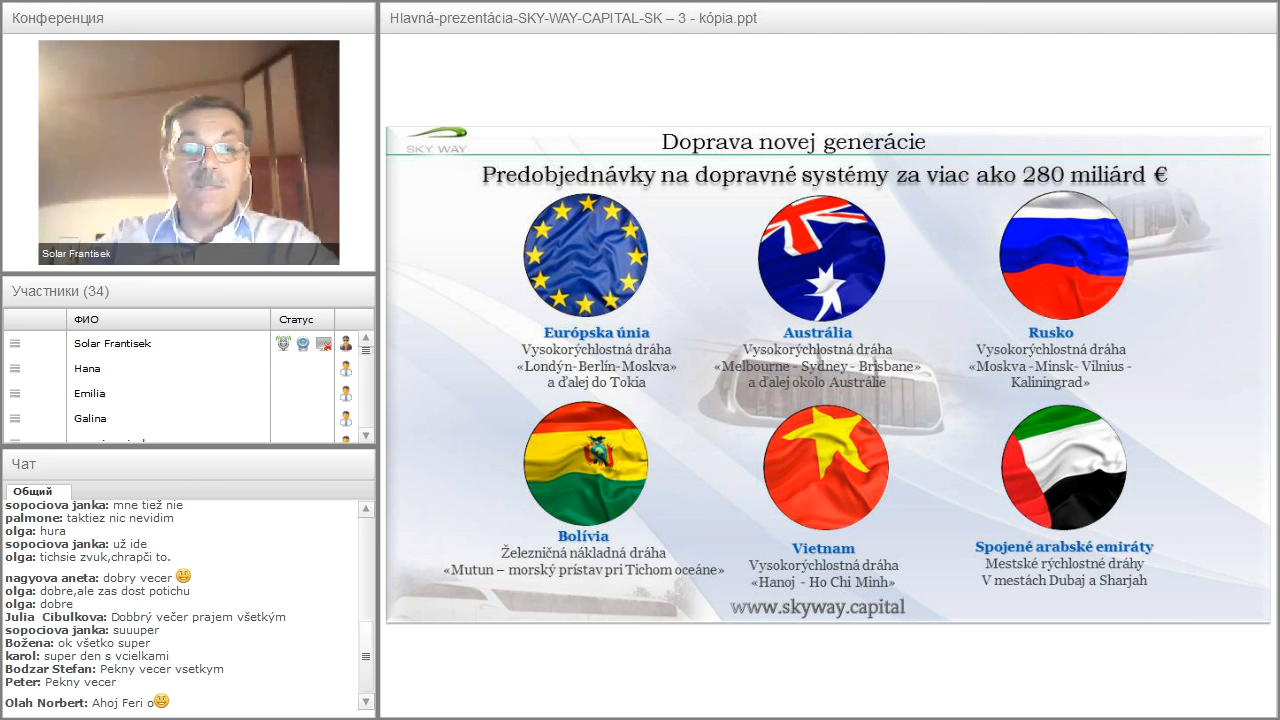 Конференция
Solar Frantisek
Участники (34)
ФИО
Статус
Solar Frantisek
Hana
Emilia
Galina
Чат
Общий
sopociova janka: mne tiež nie
palmone: taktiez nic nevidim
olga: hura
sopociova janka: už ide
olga: tichsie zvuk,chrapči to.
nagyova aneta: dobry vecer
olga: dobre,ale zas dost potichu
olga: dobre
Julia Cibulkova: Dobbrý večer prajem všetkým
sopociova janka: suuuper
Božena: ok všetko super
karol: super den s vcielkami
Bodzar Stefan: Pekny vecer vsetkym
Peter: Pekny vecer
Olah Norbert: Ahoj Feri o
Hlavná-prezentácia-SKY-WAY-CAPITAL-SK – 3 - kópia.ppt
SKY WAY
Doprava novej generácie
Predobjednávky na dopravné systémy za viac ako 280 miliárd €
Európska únia
Vysokorýchlostná dráha
«Londýn-Berlín-Moskva»
a ďalej do Tokia
Austrália
Vysokorýchlostná dráha
«Melbourne - Sydney - Brisbane»
a ďalej okolo Austrálie
Rusko
Vysokorýchlostná dráha
«Moskva - Minsk- Vilnius -
Kaliningrad»
Bolívia
Železničná nákladná dráha
«Mutun – morský prístav pri Tichom oceáne»
Vietnam
Vysokorýchlostná dráha
«Hanoj - Ho Chi Minh»
Spojené arabské emiráty
Mestské rýchlostné dráhy
V mestách Dubaj a Sharjah
www.skyway.capital